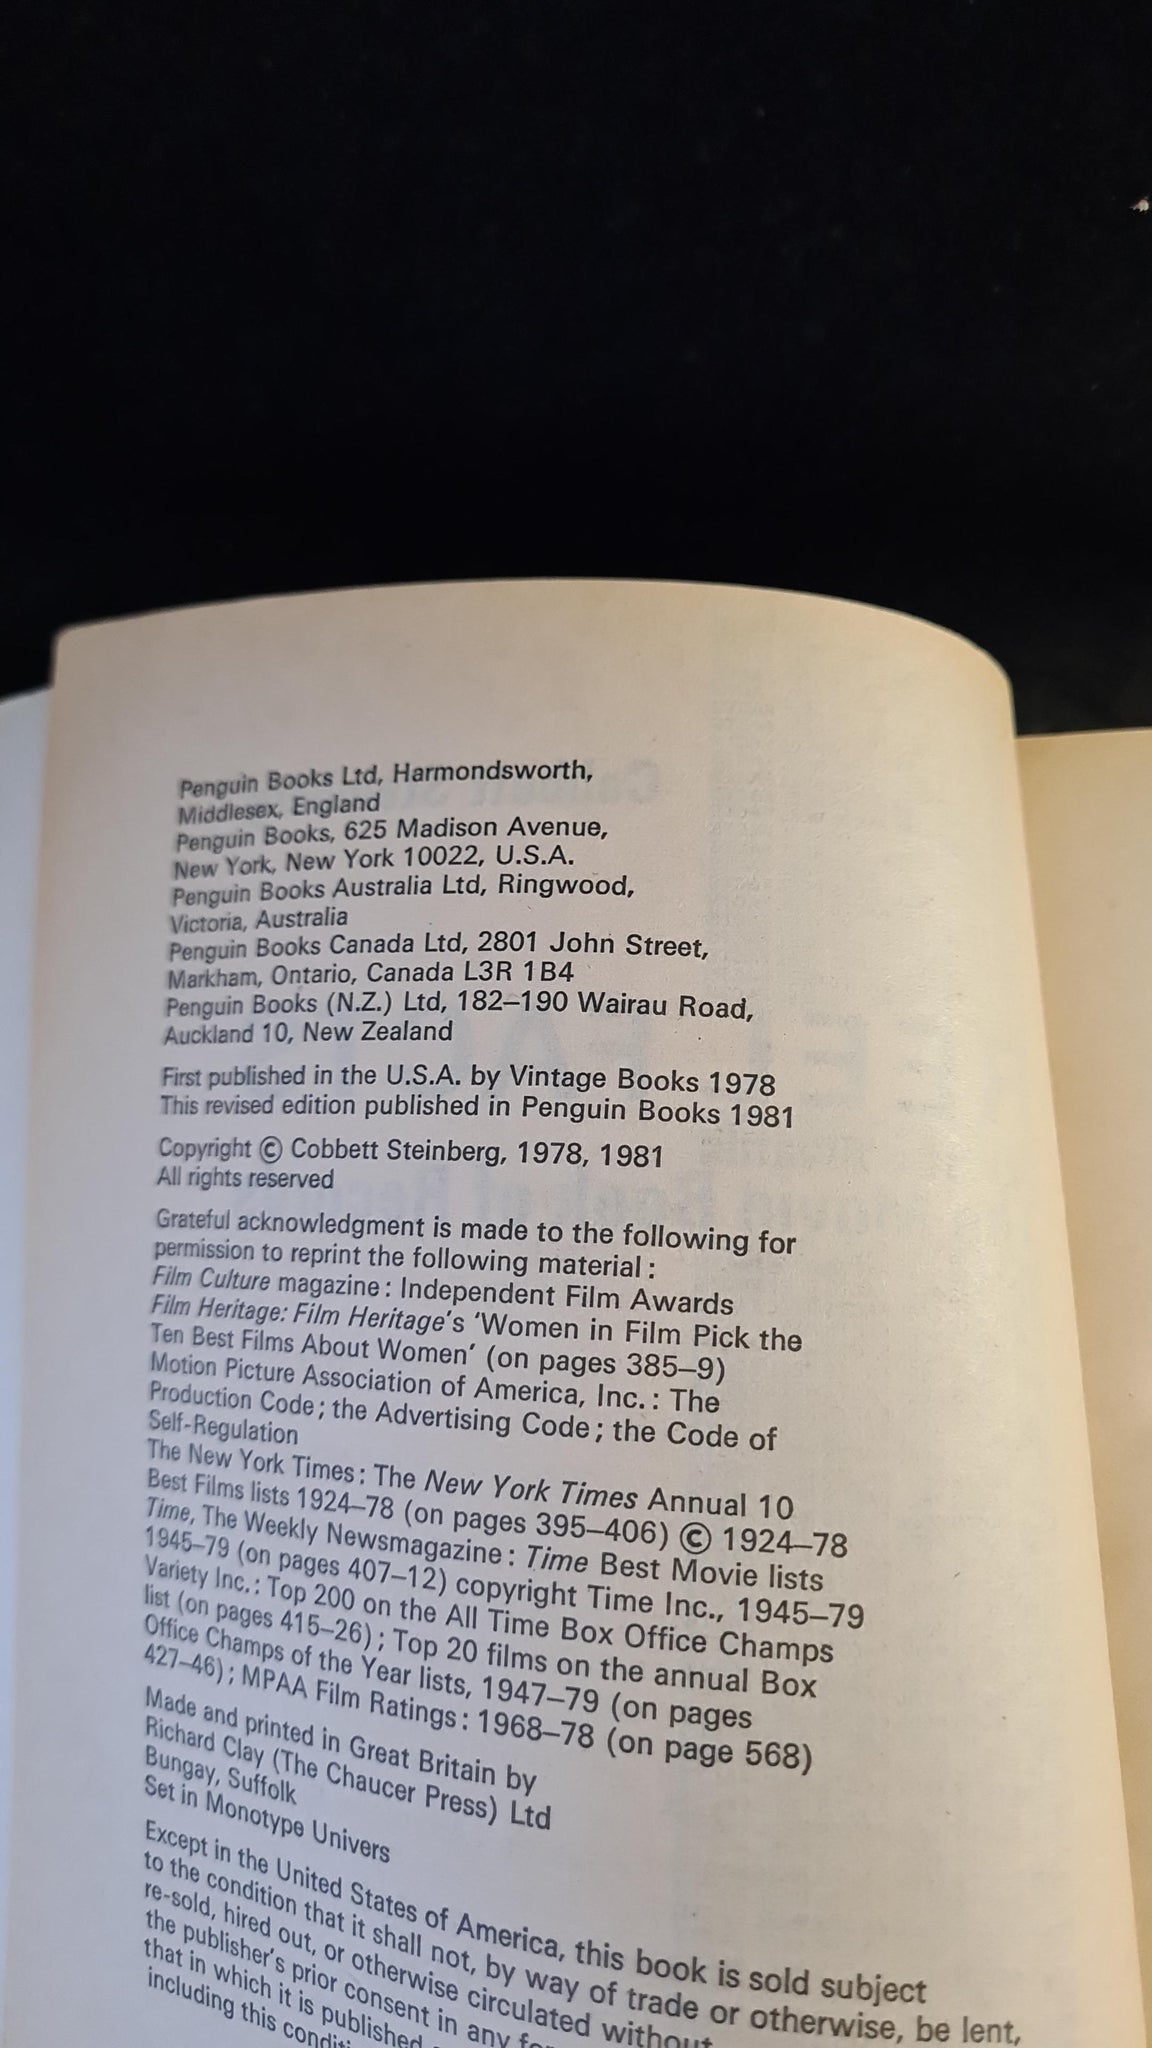 Penguin Books Ltd, Harmondsworth,
Middlesex, England
Penguin Books, 625 Madison Avenue,
New York, New York 10022, U.S.A.
Penguin Books Australia Ltd, Ringwood,
Victoria, Australia
Penguin Books Canada Ltd, 2801 John Street,
Markham, Ontario, Canada L3R 1B4
Penguin Books (N.Z.) Ltd, 182–190 Wairau Road,
Auckland 10, New Zealand
First published in the U.S.A. by Vintage Books 1978
This revised edition published in Penguin Books 1981
Copyright © Cobbett Steinberg, 1978, 1981
All rights reserved
Grateful acknowledgment is made to the following for
permission to reprint the following material :
Film Culture magazine : Independent Film Awards
Film Heritage: Film Heritage's 'Women in Film Pick the
Ten Best Films About Women' (on pages 385–9)
Motion Picture Association of America, Inc. : The
Production Code ; the Advertising Code ; the Code of
Self-Regulation
The New York Times : The New York Times Annual 10
Best Films lists 1924–78 (on pages 395–406) © 1924–78
Time, The Weekly Newsmagazine : Time Best Movie lists
1945–79 (on pages 407–12) copyright Time Inc., 1945–79
Variety Inc. : Top 200 on the All Time Box Office Champs
list (on pages 415–26) ; Top 20 films on the annual Box
Office Champs of the Year lists, 1947–79 (on pages
427–46) ; MPAA Film Ratings : 1968–78 (on page 568)
Made and printed in Great Britain by
Richard Clay (The Chaucer Press) Ltd
Bungay, Suffolk
Set in Monotype Univers
Except in the United States of America, this book is sold subject
to the condition that it shall not, by way of trade or otherwise, be lent,
re-sold, hired out, or otherwise circulated without
the publisher's prior consent in any
that in which it is published
including this